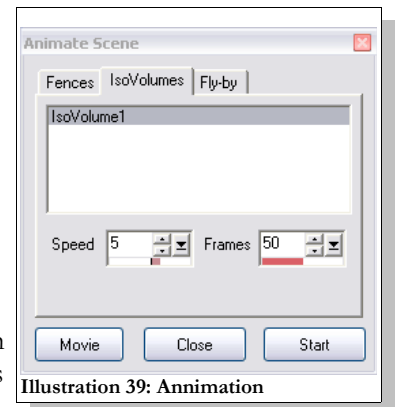 Animate Scene
Fences IsoVolumes Fly-by
IsoVolume1
Speed 5 Frames 50
Movie Close Start
Illustration 39: Annimation